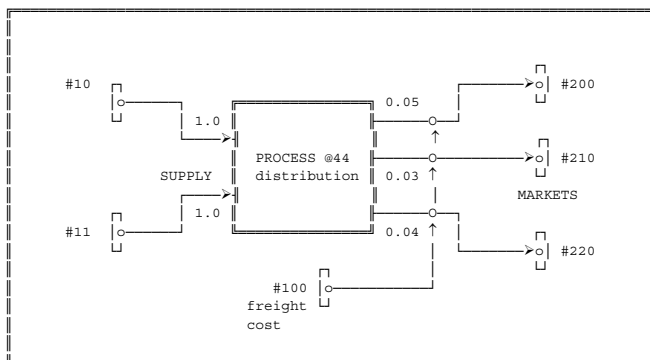 #10
0.05
#200
1.0
PROCESS @44
distribution
#210
SUPPLY
0.03
MARKETS
1.0
#11
0.04
#220
#100
freight
cost